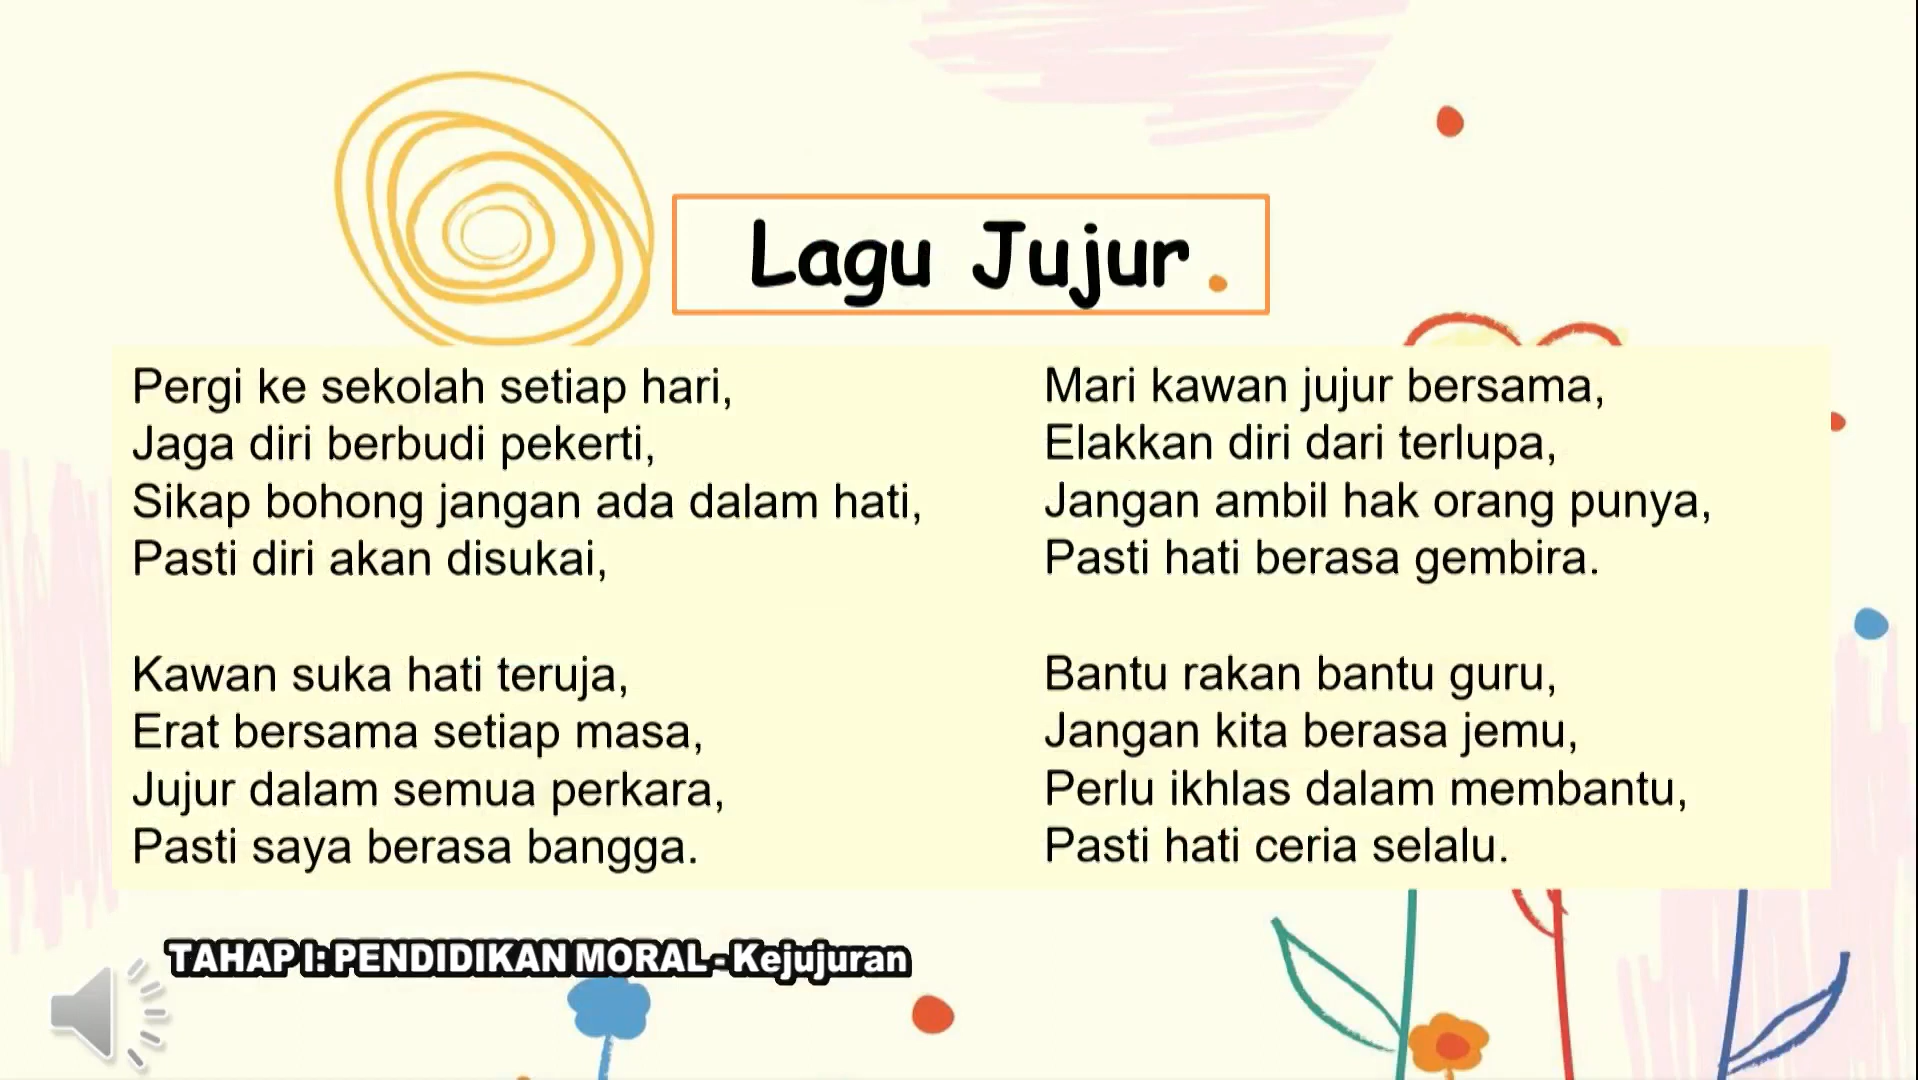 Lagu Jujur
Pergi ke sekolah setiap hari,
Jaga diri berbudi pekerti,
Sikap bohong jangan ada dalam hati,
Pasti diri akan disukai,
Kawan suka hati teruja,
Erat bersama setiap masa,
Jujur dalam semua perkara,
Pasti saya berasa bangga.
Mari kawan jujur bersama,
Elakkan diri dari terlupa,
Jangan ambil hak orang punya,
Pasti hati berasa gembira.
Bantu rakan bantu guru,
Jangan kita berasa jemu,
Perlu ikhlas dalam membantu,
Pasti hati ceria selalu.
TAHAP I: PENDIDIKAN MORAL - Kejujuran